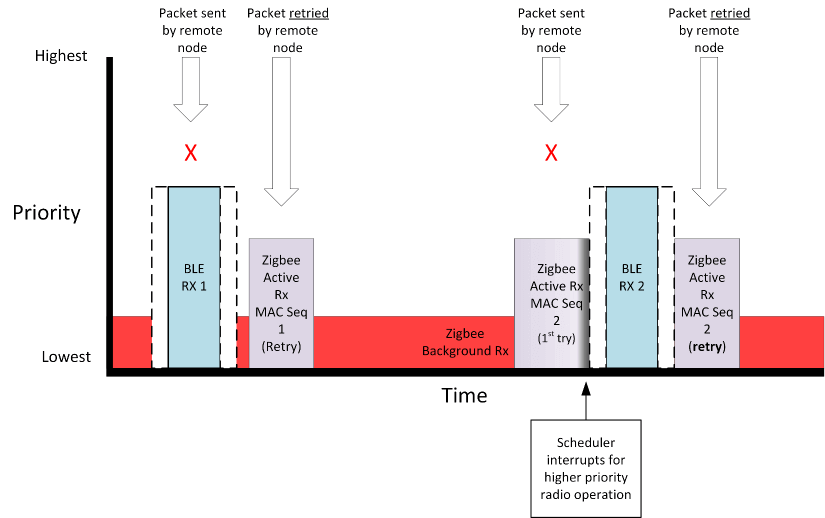 Packet sent
by remote
node
Packet retried
by remote
node
Packet sent
by remote
node
Packet retried
by remote
node
Highest
X
X
Priority
BLE
RX 1
Zigbee
Active
Rx
MAC Seq
1
(Retry)
Zigbee
Background Rx
Zigbee
Active Rx
MAC Seq
2
(1st try)
BLE
RX 2
Zigbee
Active
Rx
MAC Seq
2
(retry)
Lowest
Time
Scheduler
interrupts for
higher priority
radio operation